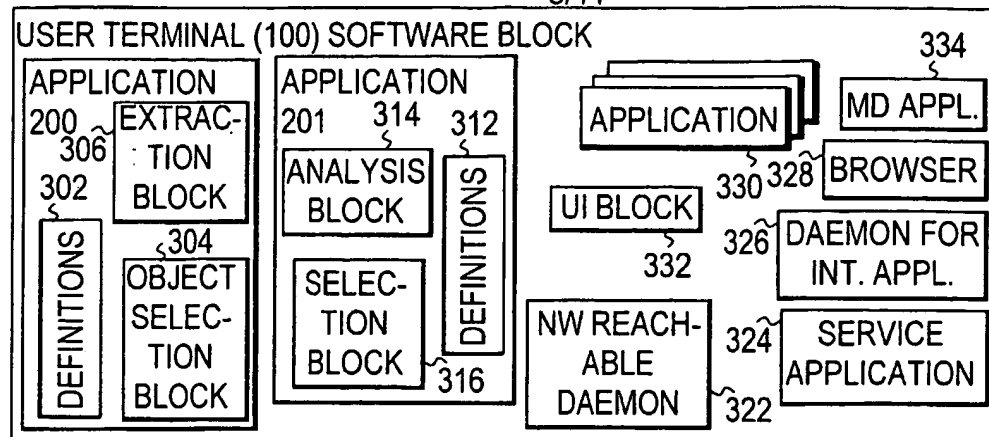 USER TERMINAL (100) SOFTWARE BLOCK
APPLICATION
200
306
EXTRAC-
TION
BLOCK
302
DEFINITIONS
304
OBJECT
SELEC-
TION
BLOCK
APPLICATION
201
314
312
ANALYSIS
BLOCK
DEFINITIONS
SELEC-
TION
BLOCK
316
APPLICATION
330
334
MD APPL.
328
BROWSER
UI BLOCK
332
326
DAEMON FOR
INT. APPL.
NW REACH-
ABLE
DAEMON
322
324
SERVICE
APPLICATION